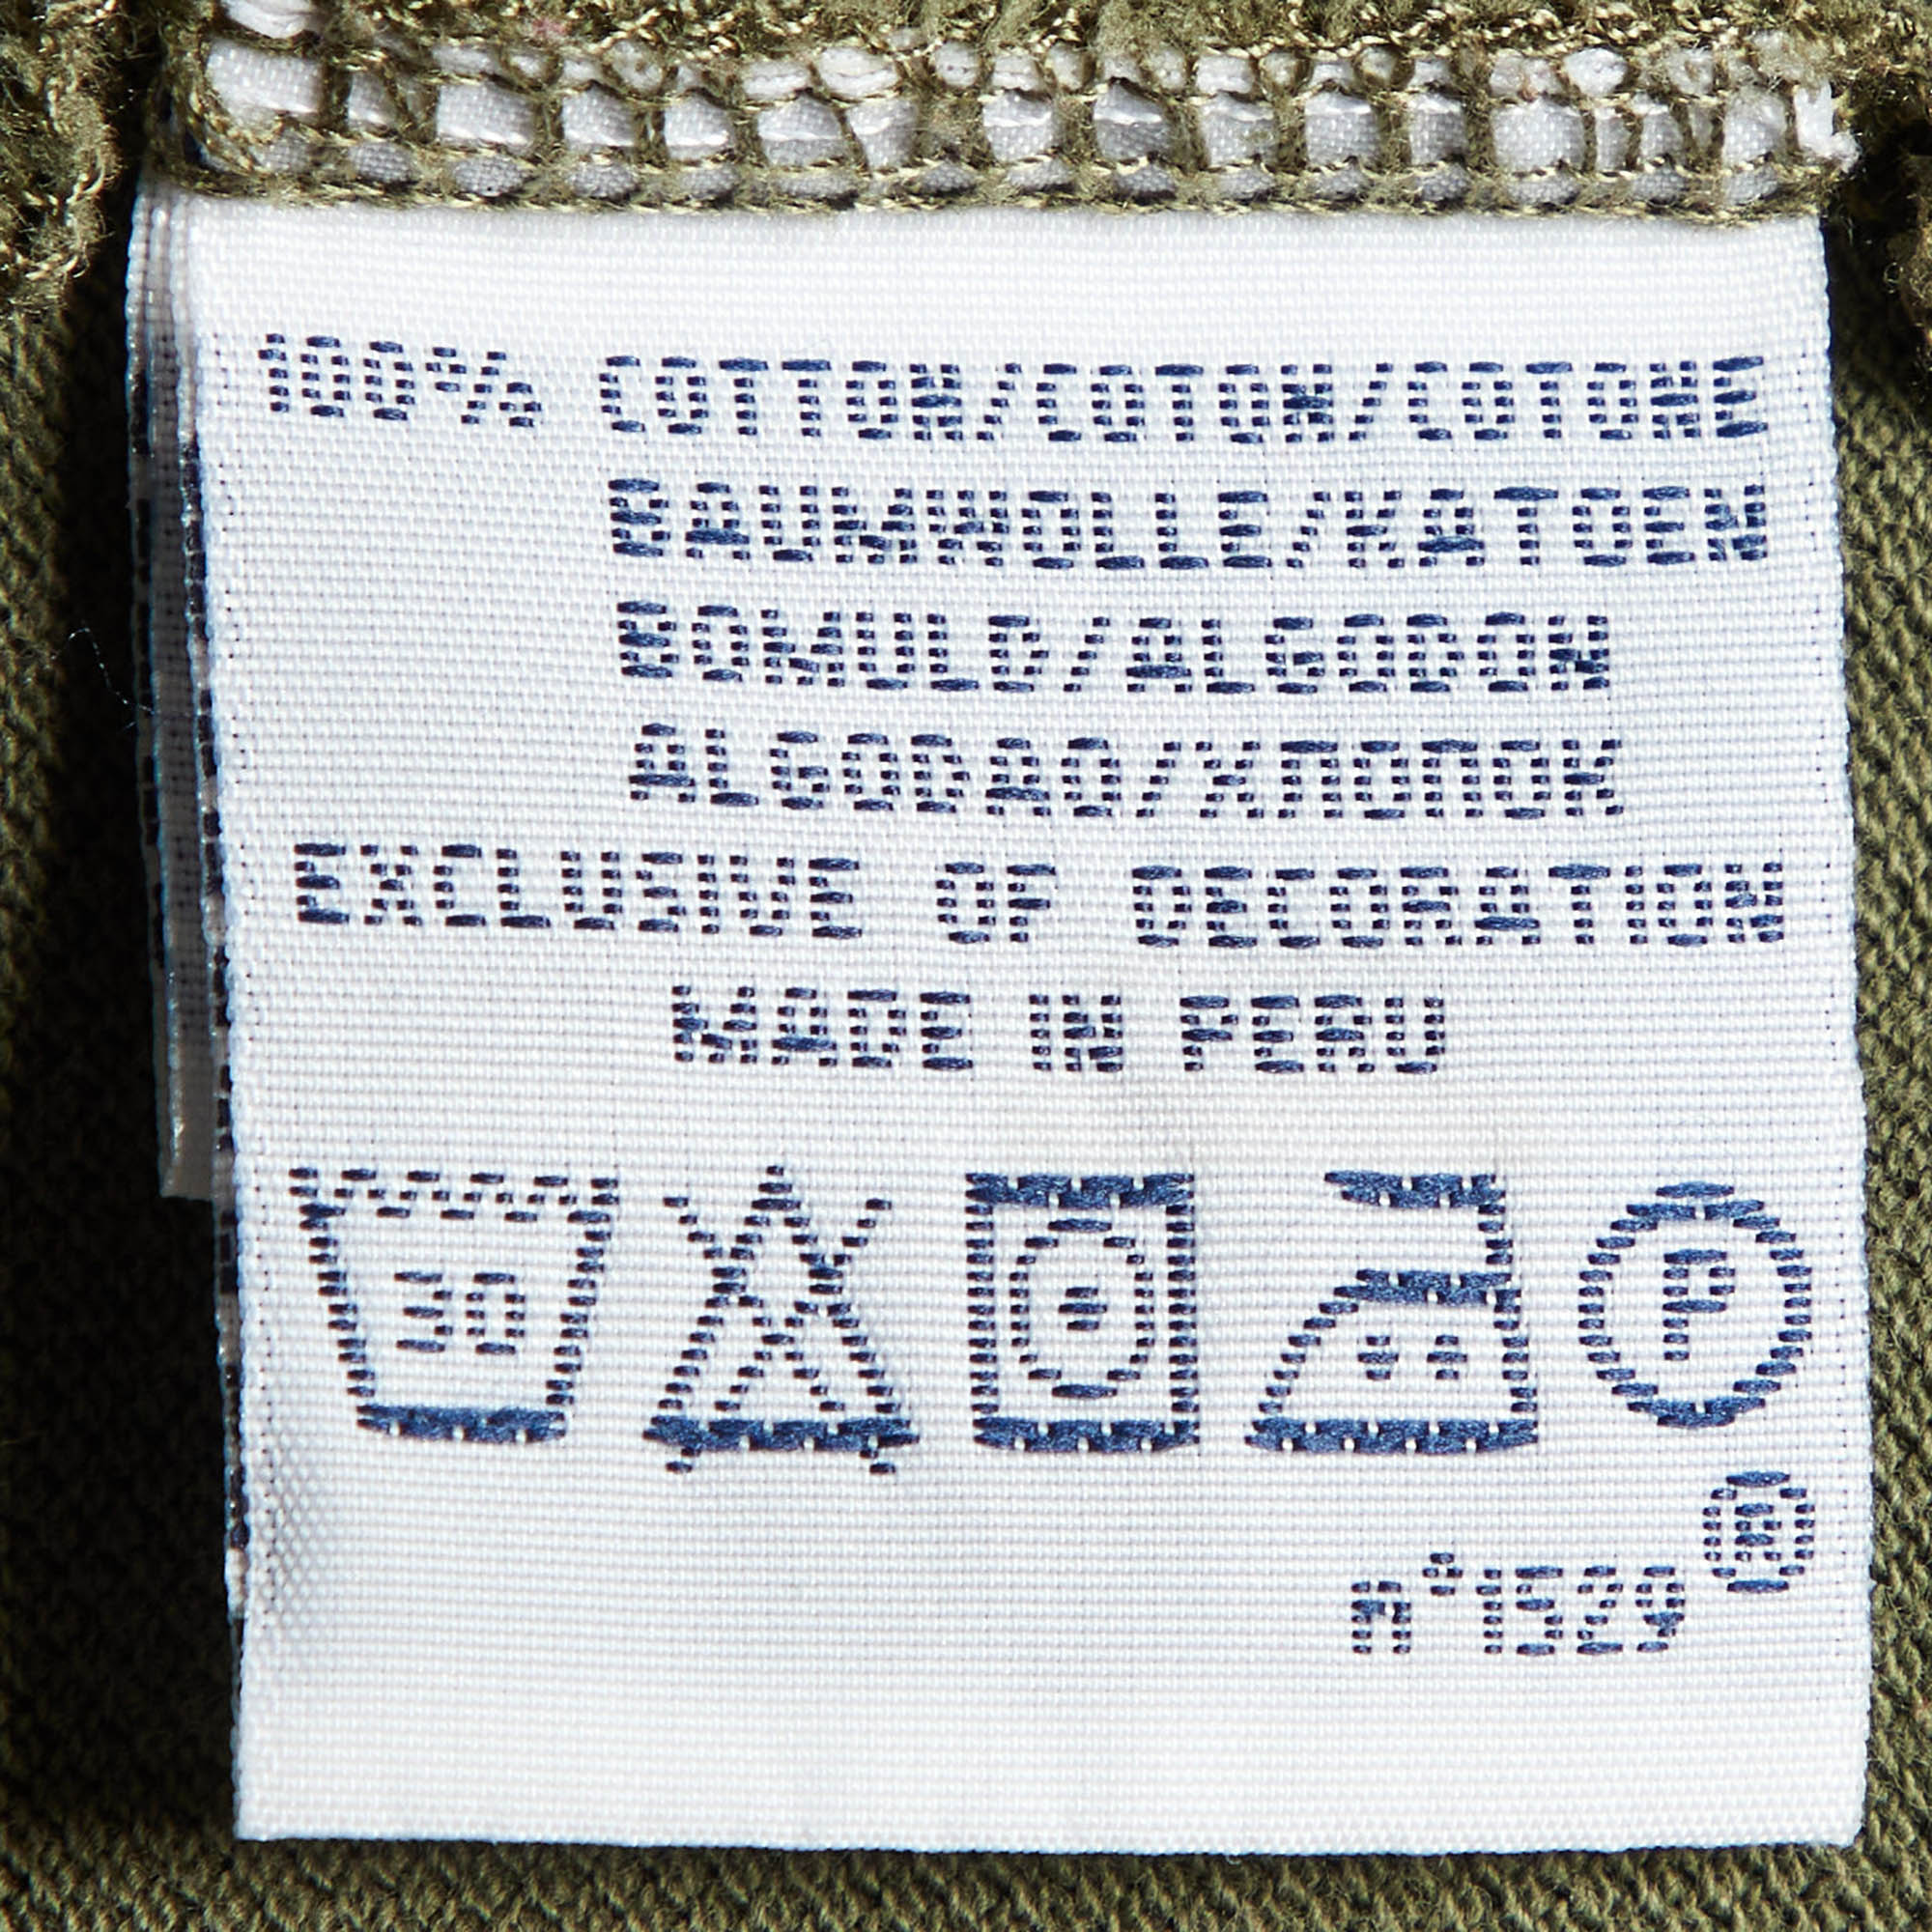 100% COTTON/COTON/COTONE
BAUMWOLLE/KATOEN
BOMULD/ALGODON
ALGODAO/ХЛОПОК
EXCLUSIVE OF DECORATION
MADE IN PERU
30
P
®
n°1529